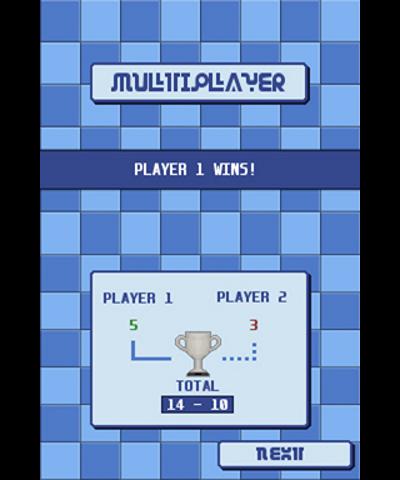 MULTIPLAYER
PLAYER 1 WINS!
PLAYER 1 PLAYER 2
5 3
TOTAL
14 - 10
NEXT